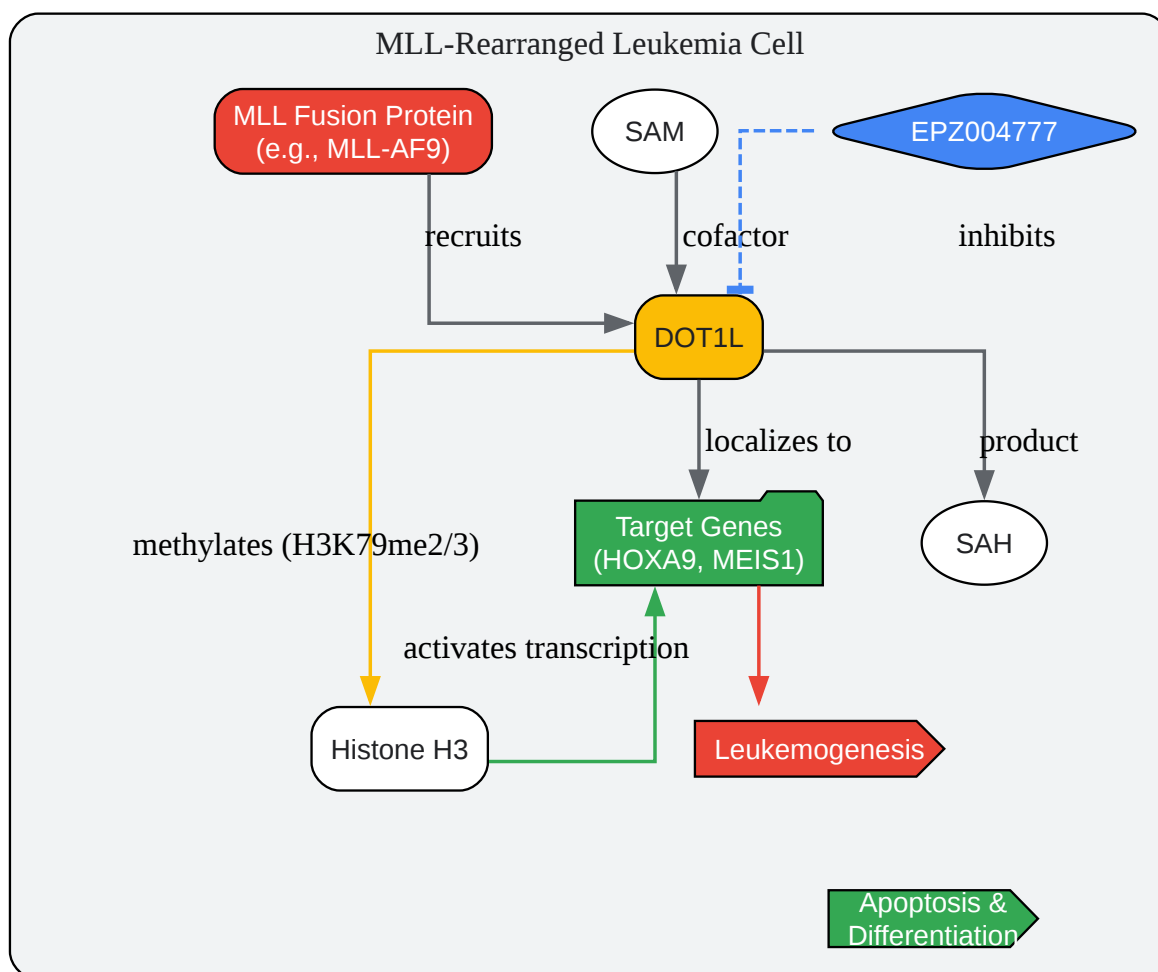 MLL-Rearranged Leukemia Cell
MLL Fusion Protein
(e.g., MLL-AF9)
SAM
EPZ004777
recruits
cofactor
inhibits
DOT1L
localizes to
product
Target Genes
(HOXA9, MEIS1)
SAH
methylates (H3K79me2/3)
activates transcription
Histone H3
Leukemogenesis
Apoptosis &
Differentiation